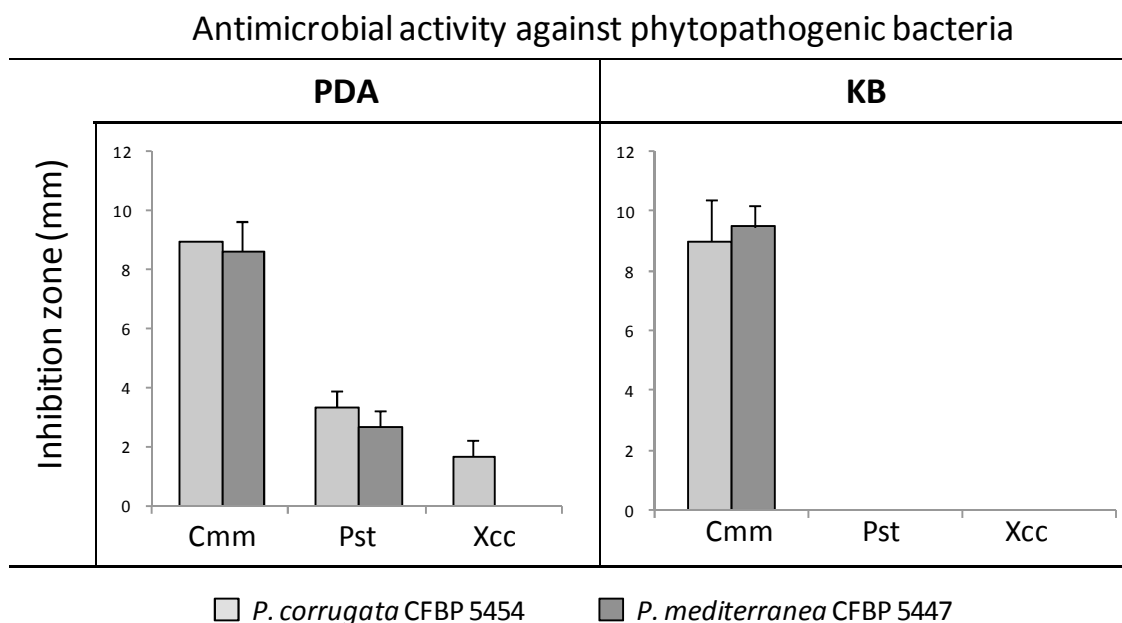 Antimicrobial activity against phytopathogenic bacteria
PDA
KB
Inhibition zone (mm)
12
10
8
6
4
2
0
Cmm Pst Xcc
12
10
8
6
4
2
0
Cmm Pst Xcc
P. corrugata CFBP 5454 P. mediterranea CFBP 5447